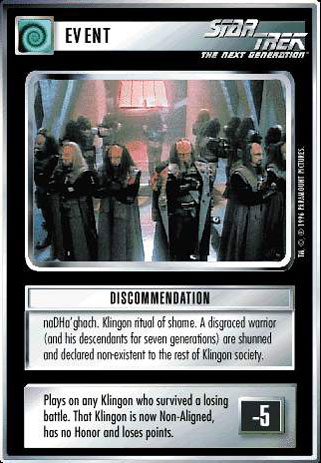 EVENT
STAR TREK
THE NEXT GENERATION
TM, ©, ® 1996 PARAMOUNT PICTURES.
DISCOMMENDATION
naDHa'ghach. Klingon ritual of shame. A disgraced warrior
(and his descendants for seven generations) are shunned
and declared non-existent to the rest of Klingon society.
Plays on any Klingon who survived a losing
battle. That Klingon is now Non-Aligned,
has no Honor and loses points.
-5